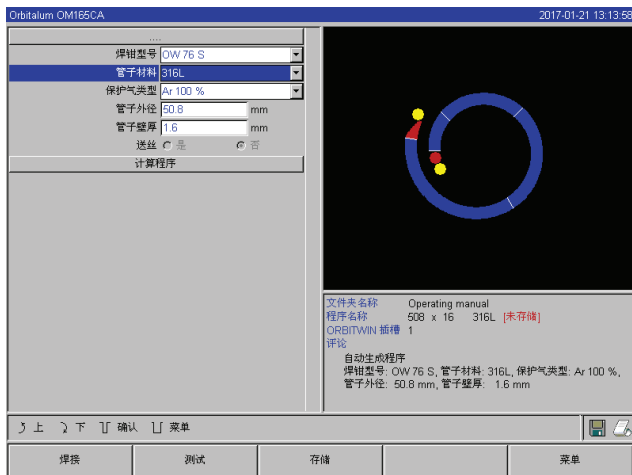 Orbitalum OM165CA 2017-01-21 13:13:58
....
焊钳型号 OW 76 S
管子材料 316L
保护气类型 Ar 100 %
管子外径 50.8 mm
管子壁厚 1.6 mm
送丝 是 否
计算程序
文件夹名称 Operating manual
程序名称 508 x 16 316L [未存储]
ORBITWIN 插槽 1
评论
自动生成程序
焊钳型号: OW 76 S, 管子材料: 316L, 保护气类型: Ar 100 %,
管子外径: 50.8 mm, 管子壁厚: 1.6 mm
上 下 确认 菜单
焊接 测试 存储 菜单